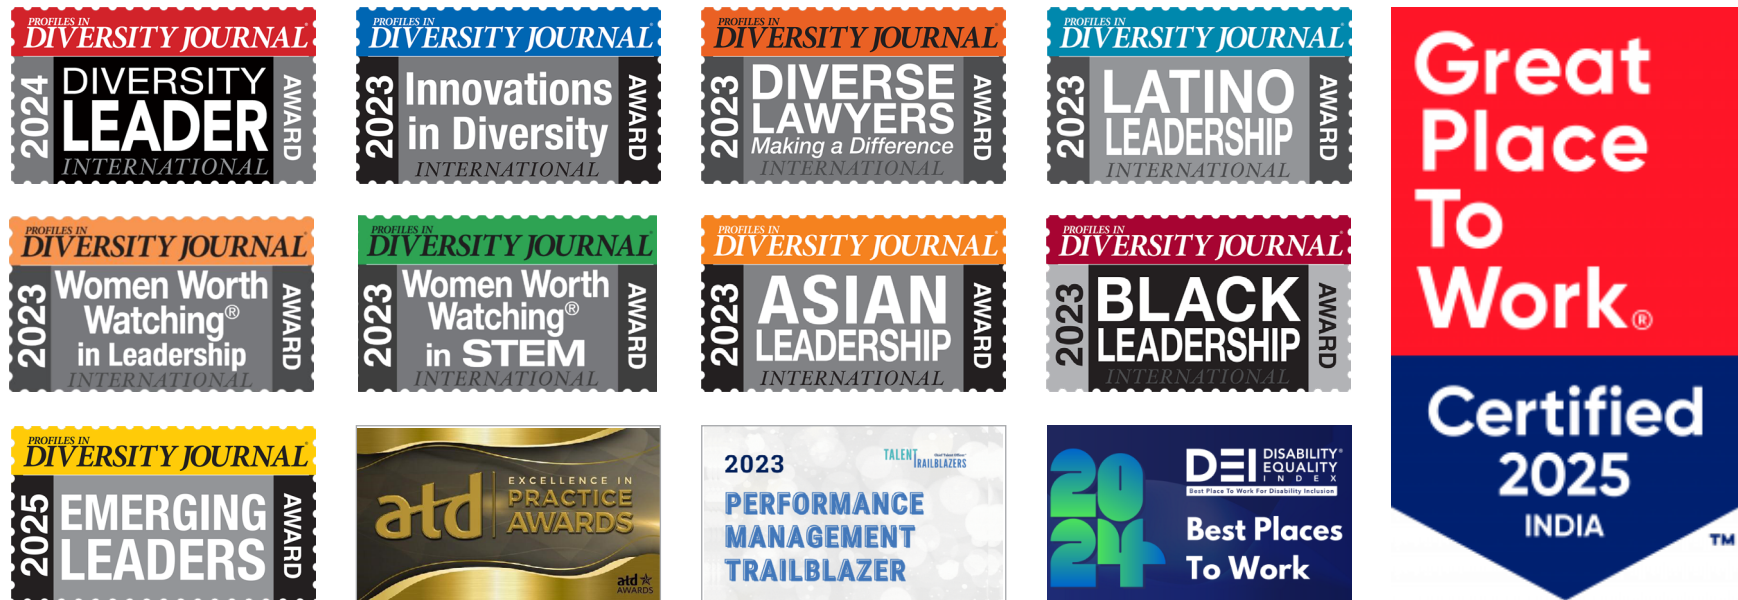 PROFILES IN
DIVERSITY JOURNAL®
2024
DIVERSITY
LEADER
INTERNATIONAL
AWARD
PROFILES IN
DIVERSITY JOURNAL®
2023
Innovations
in Diversity
INTERNATIONAL
AWARD
PROFILES IN
DIVERSITY JOURNAL®
2023
DIVERSE
LAWYERS
Making a Difference
INTERNATIONAL
AWARD
PROFILES IN
DIVERSITY JOURNAL®
2023
LATINO
LEADERSHIP
INTERNATIONAL
AWARD
PROFILES IN
DIVERSITY JOURNAL®
2023
Women Worth
Watching®
in Leadership
INTERNATIONAL
AWARD
PROFILES IN
DIVERSITY JOURNAL®
2023
Women Worth
Watching®
in STEM
INTERNATIONAL
AWARD
PROFILES IN
DIVERSITY JOURNAL®
2023
ASIAN
LEADERSHIP
INTERNATIONAL
AWARD
PROFILES IN
DIVERSITY JOURNAL®
2023
BLACK
LEADERSHIP
INTERNATIONAL
AWARD
PROFILES IN
DIVERSITY JOURNAL®
2025
EMERGING
LEADERS
AWARD
atd
EXCELLENCE IN
PRACTICE
AWARDS
atd
AWARDS
2023
TALENT
TRAILBLAZERS
PERFORMANCE
MANAGEMENT
TRAILBLAZER
20
24
DEI
DISABILITY
EQUALITY
INDEX
Best Place To Work For Disability Inclusion
Best Places
To Work
Great
Place
To
Work®
Certified
2025
INDIA
™